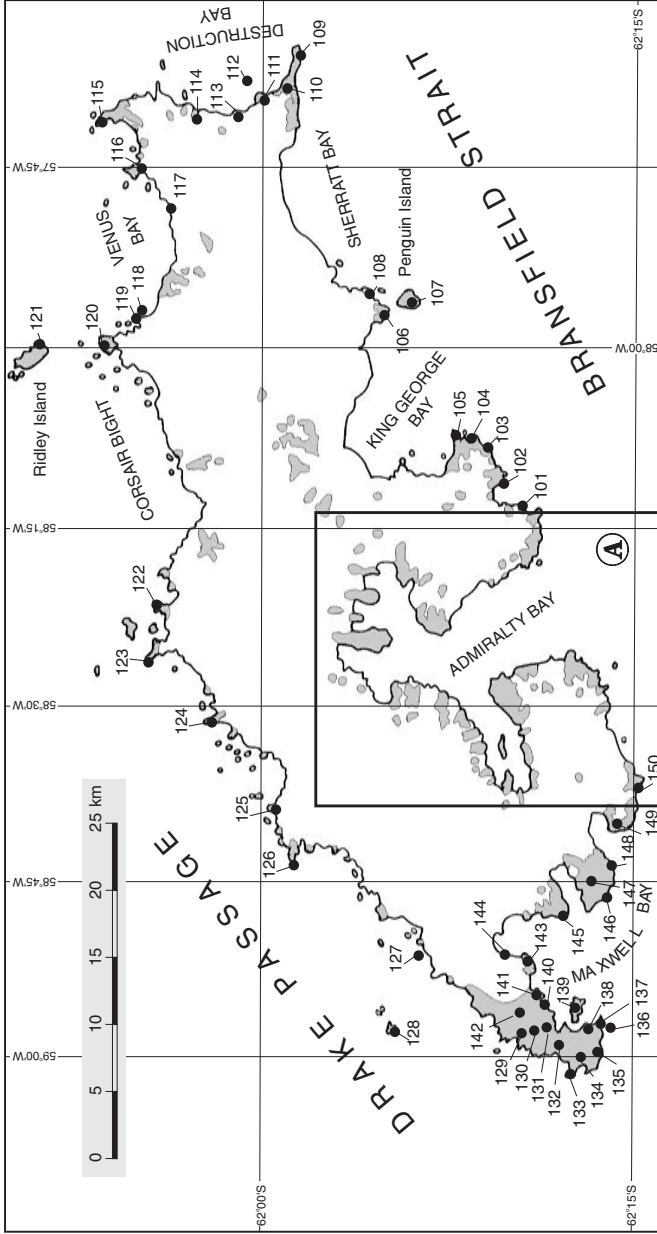 Ridley Island
121
115
120
VENUS
BAY
119
118
116
117
114
DESTRUCTION
BAY
113
112
111
110
109
57°45'W
CORSAIR BIGHT
SHERRATT BAY
108
Penguin Island
107
106
58°00'W
KING GEORGE
BAY
105
104
103
102
101
58°15'W
BRANSFIELD STRAIT
122
123
124
58°30'W
ADMIRALTY BAY
A
125
126
58°45'W
DRAKE PASSAGE
127
128
144
143
141
140
142
139
145
MAXWELL
BAY
146
147
148
149
150
129
130
131
132
133
134
135
136
137
138
59°00'W
62°00'S
62°15'S
62°15'S
0 5 10 15 20 25 km